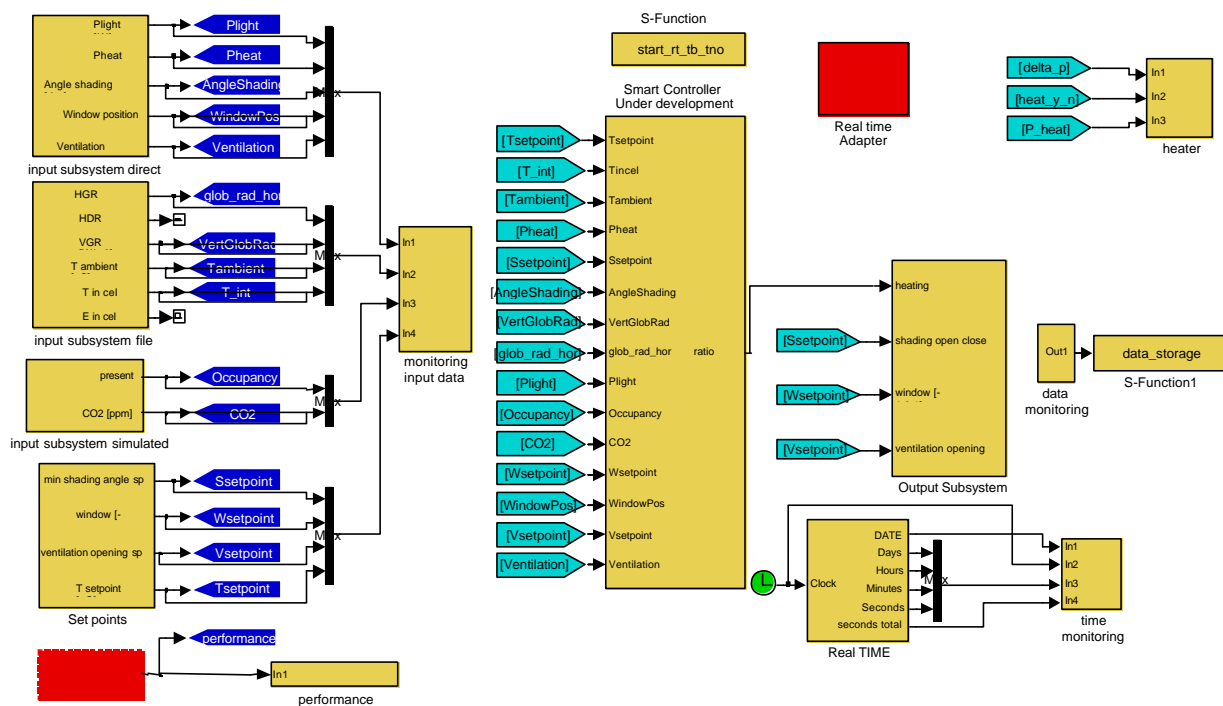 Plight
Pheat
Angle shading
Window position
Ventilation
input subsystem direct
Plight
Pheat
AngleShading
WindowPos
Ventilation
HGR
HDR
VGR
T ambient
T in cel
E in cel
input subsystem file
glob_rad_hor
VertGlobRad
Tambient
T_int
present
CO2 [ppm]
input subsystem simulated
Occupancy
CO2
Mux
min shading angle sp
window [-
ventilation opening sp
T setpoint
Set points
Ssetpoint
Wsetpoint
Vsetpoint
Tsetpoint
In1
In2
In3
In4
monitoring
input data
performance
In1
performance
S-Function
start_rt_tb_tno
Smart Controller
Under development
[Tsetpoint]
[T_int]
[Tambient]
[Pheat]
[Ssetpoint]
[AngleShading]
[VertGlobRad]
[glob_rad_hor]
[Plight]
[Occupancy]
[CO2]
[Wsetpoint]
[WindowPos]
[Vsetpoint]
[Ventilation]
Tsetpoint
Tincel
Tambient
Pheat
Ssetpoint
AngleShading
VertGlobRad
glob_rad_hor ratio
Plight
Occupancy
CO2
Wsetpoint
WindowPos
Vsetpoint
Ventilation
Real time
Adapter
[delta_p]
[heat_y_n]
[P_heat]
In1
In2
In3
heater
[Ssetpoint]
[Wsetpoint]
[Vsetpoint]
heating
shading open close
window [-
ventilation opening
Output Subsystem
Out1
data
monitoring
data_storage
S-Function1
Clock
DATE
Days
Hours
Minutes
Seconds
seconds total
Real TIME
In1
In2
In3
In4
time
monitoring